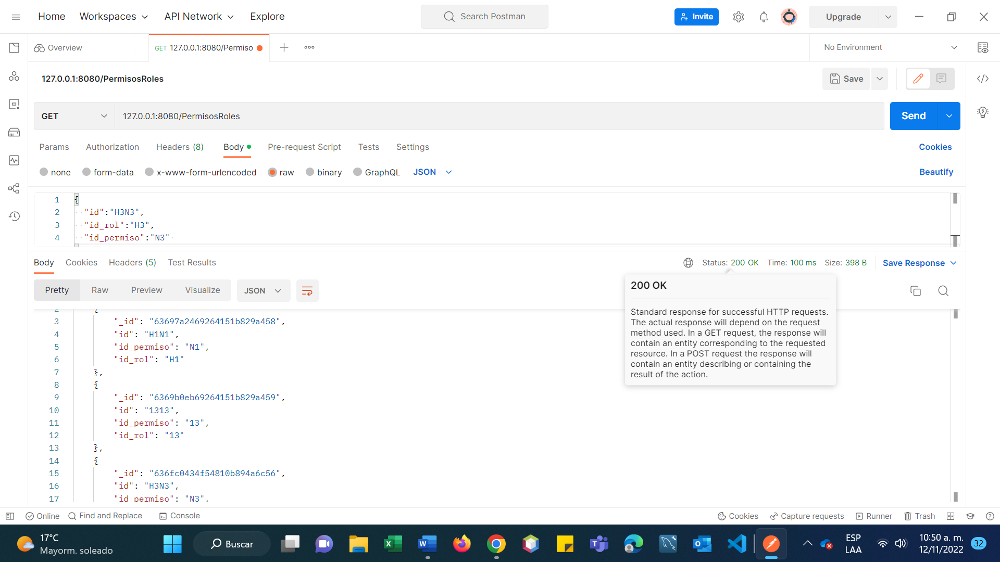 Home Workspaces API Network Explore Search Postman Invite Upgrade
Overview GET 127.0.0.1:8080/Permiso No Environment
127.0.0.1:8080/PermisosRoles Save
GET 127.0.0.1:8080/PermisosRoles Send
Params Authorization Headers (8) Body Pre-request Script Tests Settings Cookies
none form-data x-www-form-urlencoded raw binary GraphQL JSON Beautify
1 {
2 "id":"H3N3",
3 "id_rol":"H3",
4 "id_permiso":"N3"
Body Cookies Headers (5) Test Results Status: 200 OK Time: 100 ms Size: 398 B Save Response
Pretty Raw Preview Visualize JSON
200 OK
Standard response for successful HTTP requests.
The actual response will depend on the request
method used. In a GET request, the response will
contain an entity corresponding to the requested
resource. In a POST request the response will
contain an entity describing or containing the
result of the action.
2 {
3 "_id": "63697a2469264151b829a458",
4 "id": "H1N1",
5 "id_permiso": "N1",
6 "id_rol": "H1"
7 },
8 {
9 "_id": "6369b0eb69264151b829a459",
10 "id": "1313",
11 "id_permiso": "13",
12 "id_rol": "13"
13 },
14 {
15 "_id": "636fc0434f54810b894a6c56",
16 "id": "H3N3",
17 "id_permiso": "N3",
Online Find and Replace Console Cookies Capture requests Runner Trash
17°C
Mayorm. soleado
Buscar
ESP
LAA
10:50 a. m.
12/11/2022
32